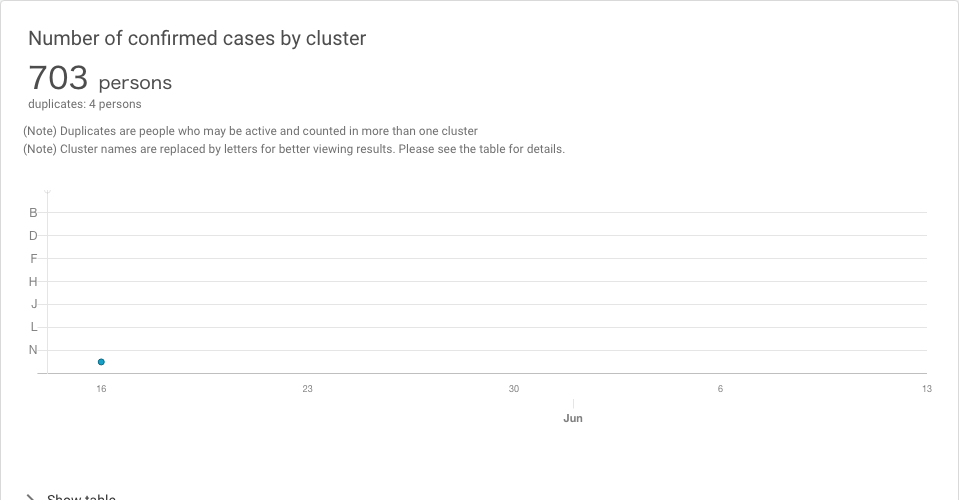 Number of confirmed cases by cluster
703 persons
duplicates: 4 persons
(Note) Duplicates are people who may be active and counted in more than one cluster
(Note) Cluster names are replaced by letters for better viewing results. Please see the table for details.
B
D
F
H
J
L
N
16 23 30 6 13
Jun
Show table